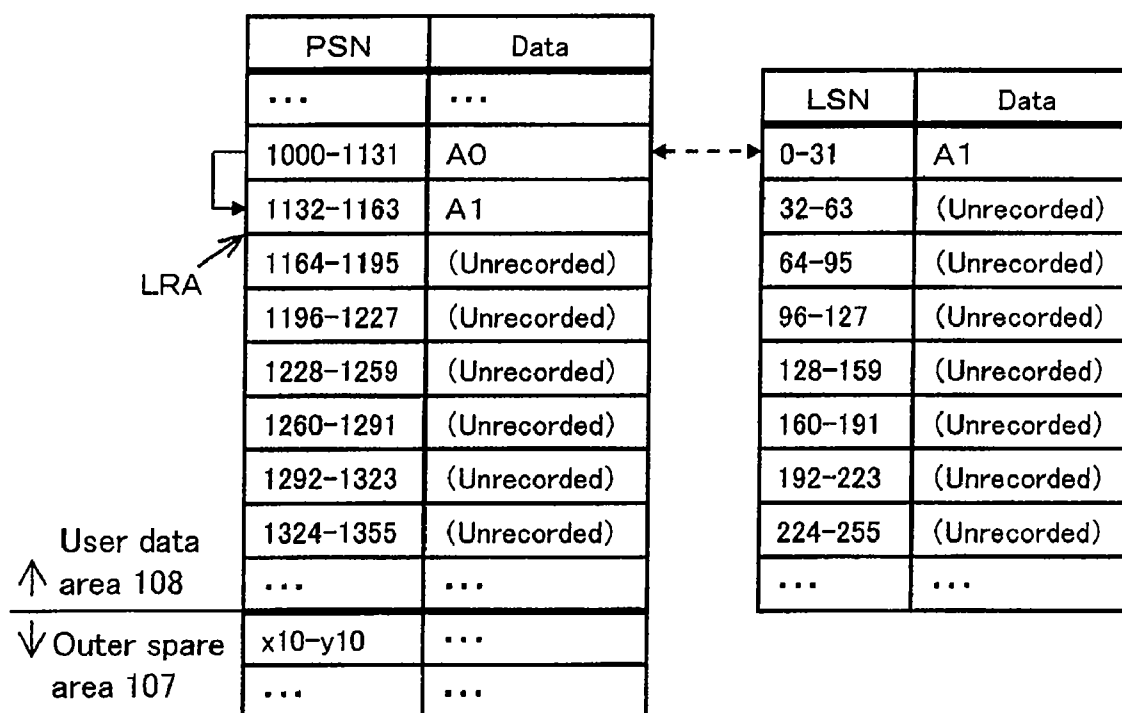 PSN Data
... ...
1000-1131 A0
1132-1163 A1
LRA
1164-1195 (Unrecorded)
1196-1227 (Unrecorded)
1228-1259 (Unrecorded)
1260-1291 (Unrecorded)
1292-1323 (Unrecorded)
1324-1355 (Unrecorded)
... ...
x10-y10 ...
... ...
User data
↑ area 108
↓ Outer spare
area 107
LSN Data
0-31 A1
32-63 (Unrecorded)
64-95 (Unrecorded)
96-127 (Unrecorded)
128-159 (Unrecorded)
160-191 (Unrecorded)
192-223 (Unrecorded)
224-255 (Unrecorded)
... ...